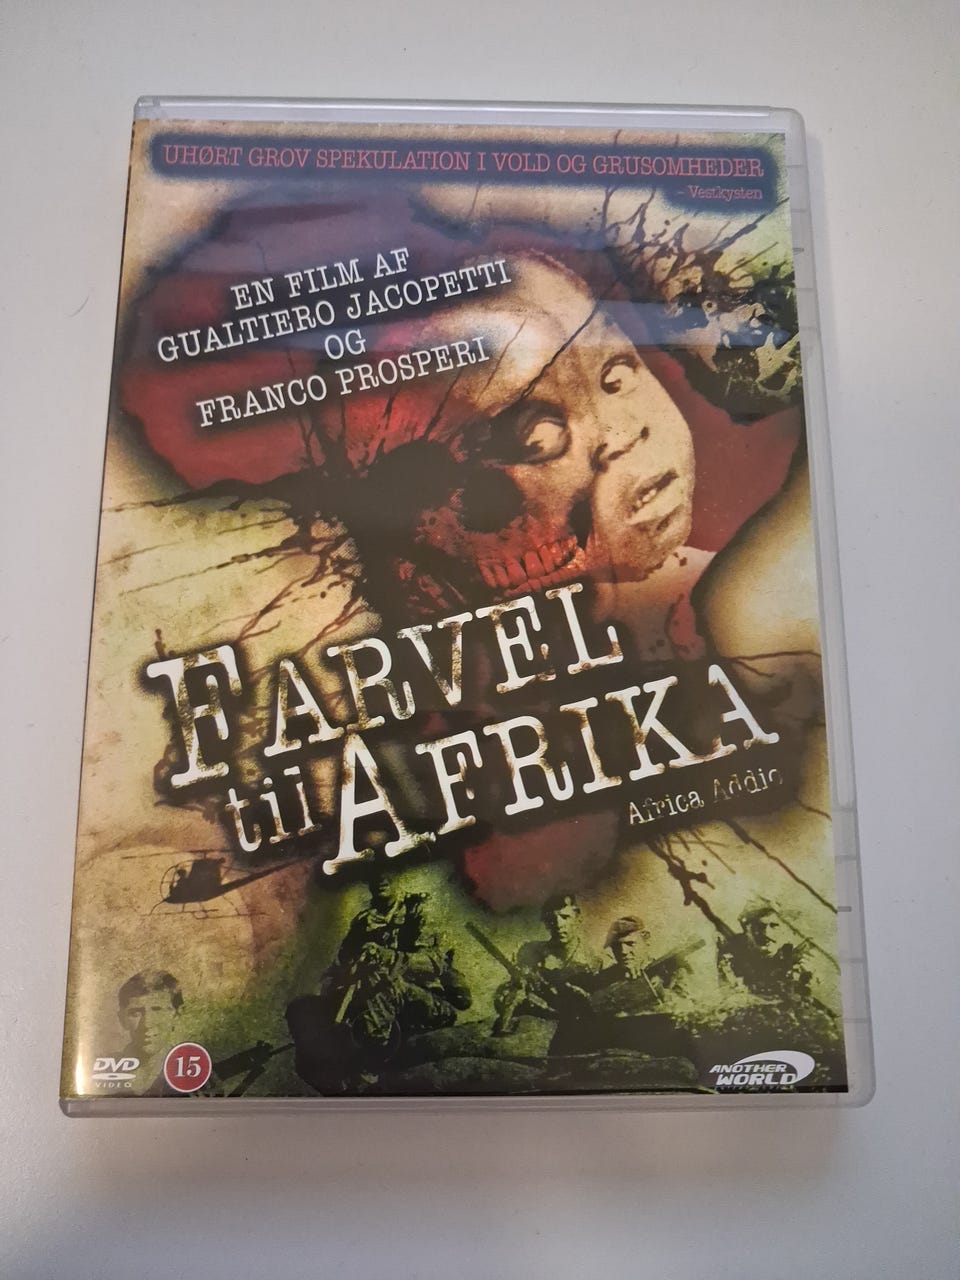 UHØRT GROV SPEKULATION I VOLD OG GRUSOMHEDER
– Vestkysten
EN FILM AF
GUALTIERO JACOPETTI
OG
FRANCO PROSPERI
FARVEL
til AFRIKA
Africa Addio
DVD
VIDEO
15
ANOTHER
WORLD